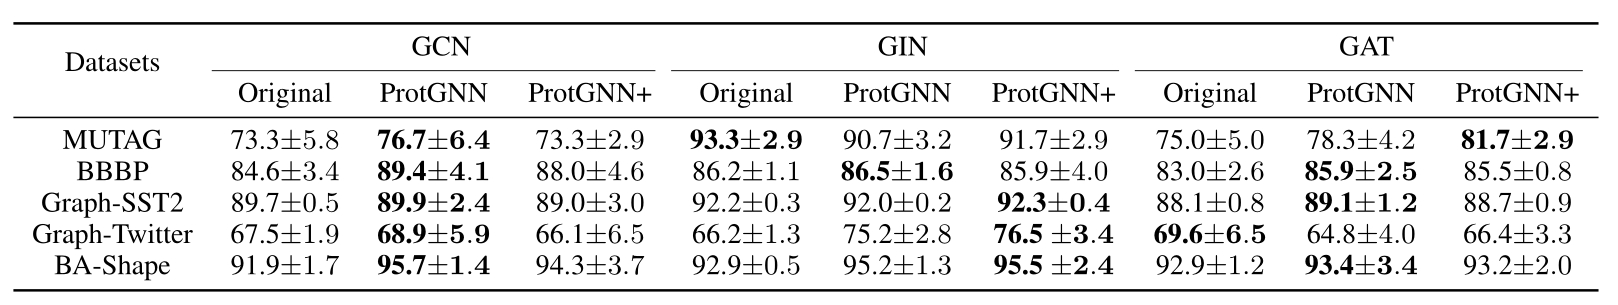 Datasets GCN GIN GAT
Original ProtGNN ProtGNN+ Original ProtGNN ProtGNN+ Original ProtGNN ProtGNN+
MUTAG 73.3±5.8 76.7±6.4 73.3±2.9 93.3±2.9 90.7±3.2 91.7±2.9 75.0±5.0 78.3±4.2 81.7±2.9
BBBP 84.6±3.4 89.4±4.1 88.0±4.6 86.2±1.1 86.5±1.6 85.9±4.0 83.0±2.6 85.9±2.5 85.5±0.8
Graph-SST2 89.7±0.5 89.9±2.4 89.0±3.0 92.2±0.3 92.0±0.2 92.3±0.4 88.1±0.8 89.1±1.2 88.7±0.9
Graph-Twitter 67.5±1.9 68.9±5.9 66.1±6.5 66.2±1.3 75.2±2.8 76.5 ±3.4 69.6±6.5 64.8±4.0 66.4±3.3
BA-Shape 91.9±1.7 95.7±1.4 94.3±3.7 92.9±0.5 95.2±1.3 95.5 ±2.4 92.9±1.2 93.4±3.4 93.2±2.0